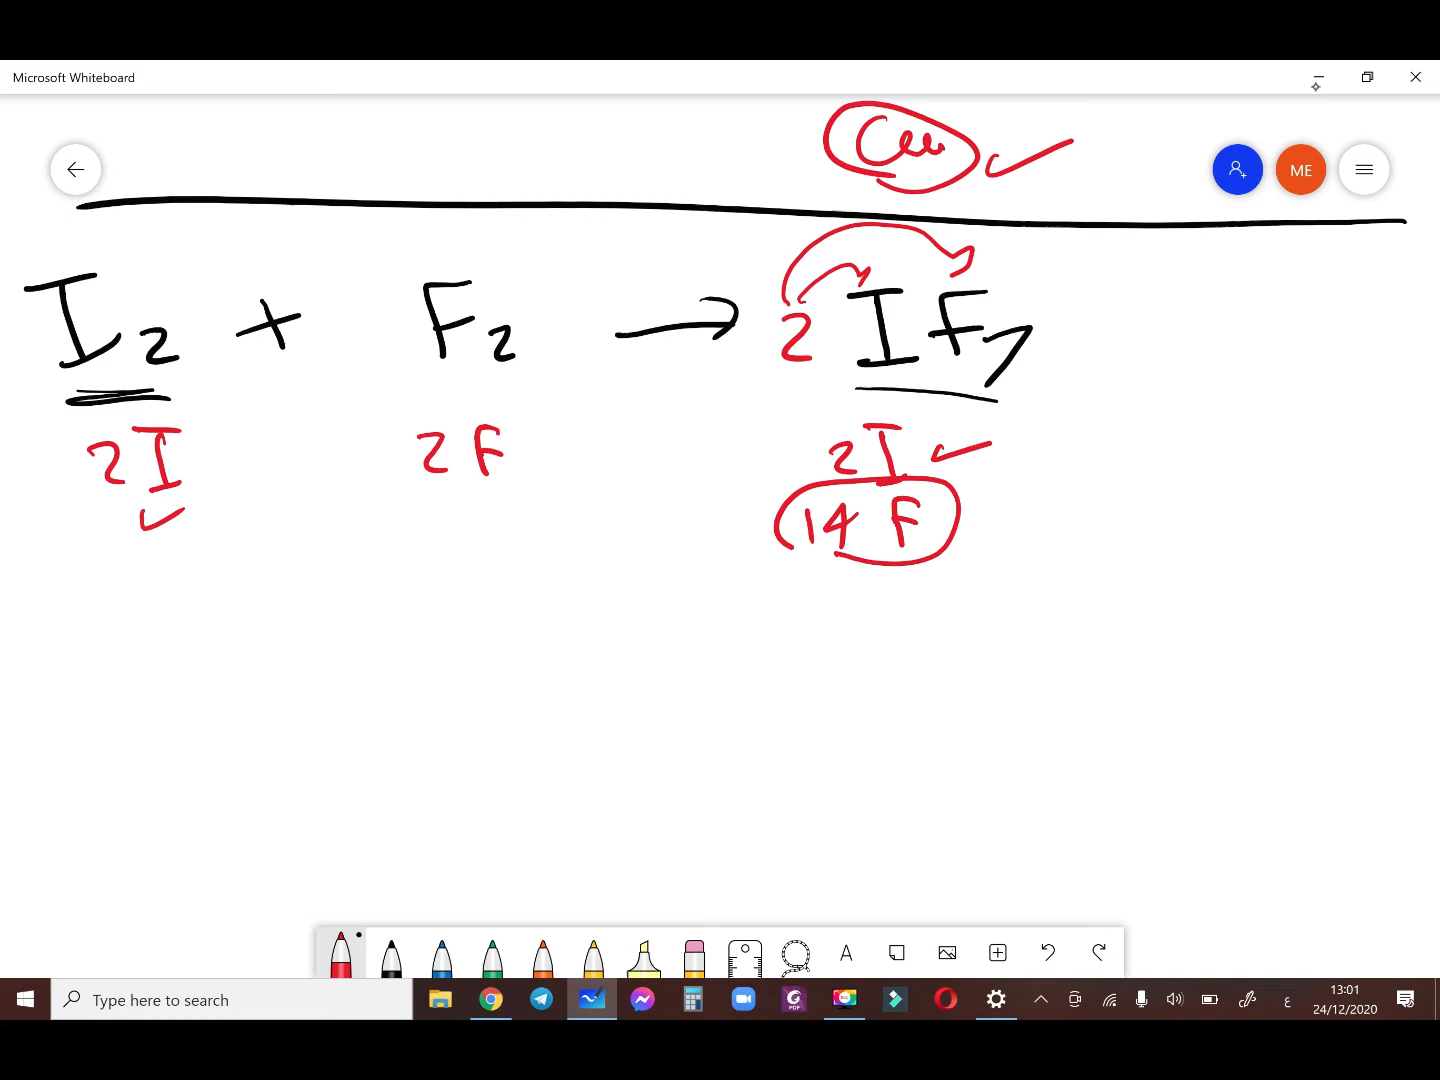 Microsoft Whiteboard
ME
I₂ + F₂ → 2 IF₇
2I 2F 2I
14 F
A
Type here to search
PDF
ع
13:01
24/12/2020